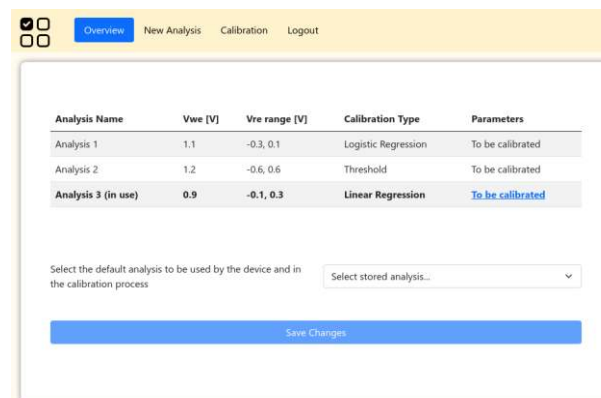 Overview New Analysis Calibration Logout
Analysis Name Vwe [V] Vre range [V] Calibration Type Parameters
Analysis 1 1.1 -0.3, 0.1 Logistic Regression To be calibrated
Analysis 2 1.2 -0.6, 0.6 Threshold To be calibrated
Analysis 3 (in use) 0.9 -0.1, 0.3 Linear Regression To be calibrated
Select the default analysis to be used by the device and in
the calibration process
Select stored analysis...
Save Changes